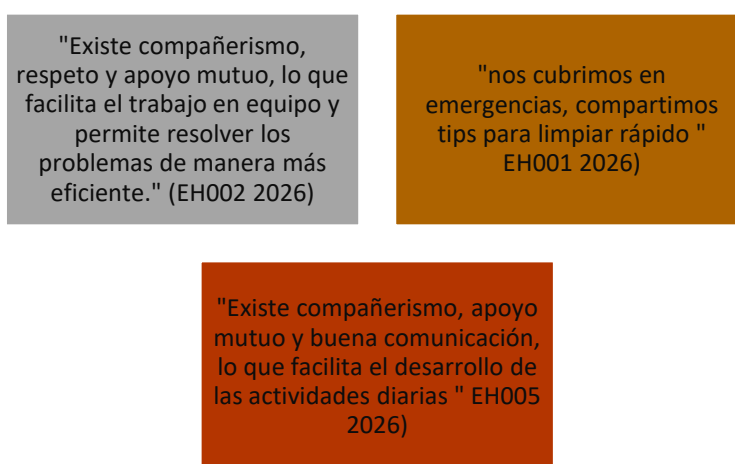 "Existe compañerismo,
respeto y apoyo mutuo, lo que
facilita el trabajo en equipo y
permite resolver los
problemas de manera más
eficiente." (EH002 2026)
"nos cubrimos en
emergencias, compartimos
tips para limpiar rápido "
EH001 2026)
"Existe compañerismo, apoyo
mutuo y buena comunicación,
lo que facilita el desarrollo de
las actividades diarias " EH005
2026)